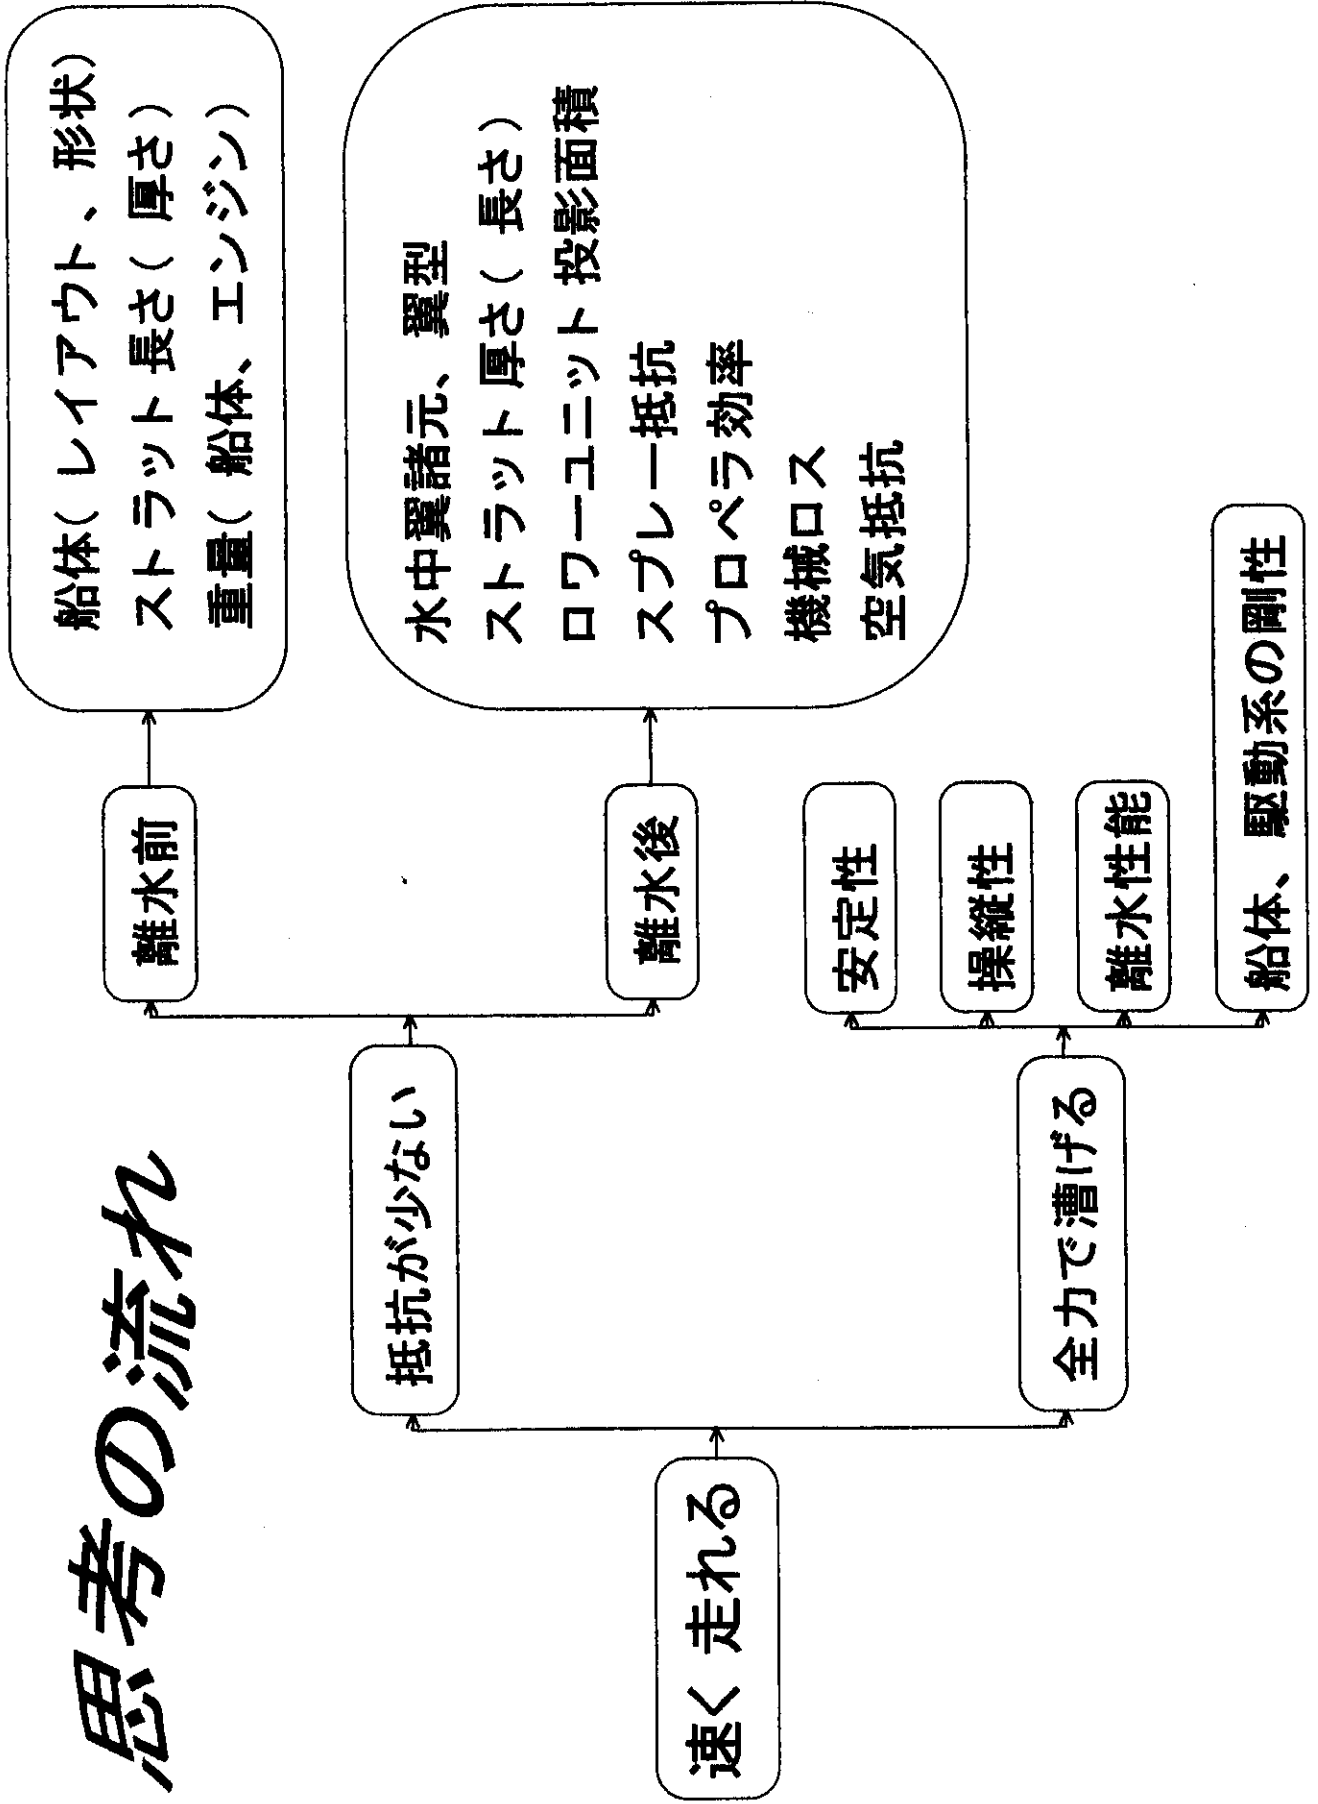 思考の流れ
速く走れる
抵抗が少ない
離水前
船体(レイアウト、形状)
ストラット長さ(厚さ)
重量(船体、エンジン)
離水後
水中翼諸元、翼型
ストラット厚さ(長さ)
ロワーユニット投影面積
スプレー抵抗
プロペラ効率
機械ロス
空気抵抗
全力で漕げる
安定性
操縦性
離水性能
船体、駆動系の剛性